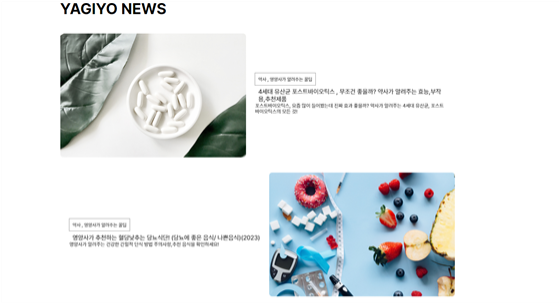 YAGIYO NEWS
약사 , 영양사가 알려주는 꿀팁
4세대 유산균 포스트바이오틱스 , 무조건 좋을까? 약사가 알려주는 효능,부작
용,추천제품
포스트바이오틱스, 요즘 많이 들리봤는데 진짜 효과 좋을까? 약사가 알려주는 4세대 유산균, 포스트
바이오틱스의 모든 것!
약사 , 영양사가 알려주는 꿀팁
영양사가 추천하는 혈당낮추는 당뇨식단! (당뇨에 좋은 음식/ 나쁜음식)(2023)
영양사가 알려주는 건강한 간헐적 단식 방법 주의사항,추천 음식을 확인하세요!